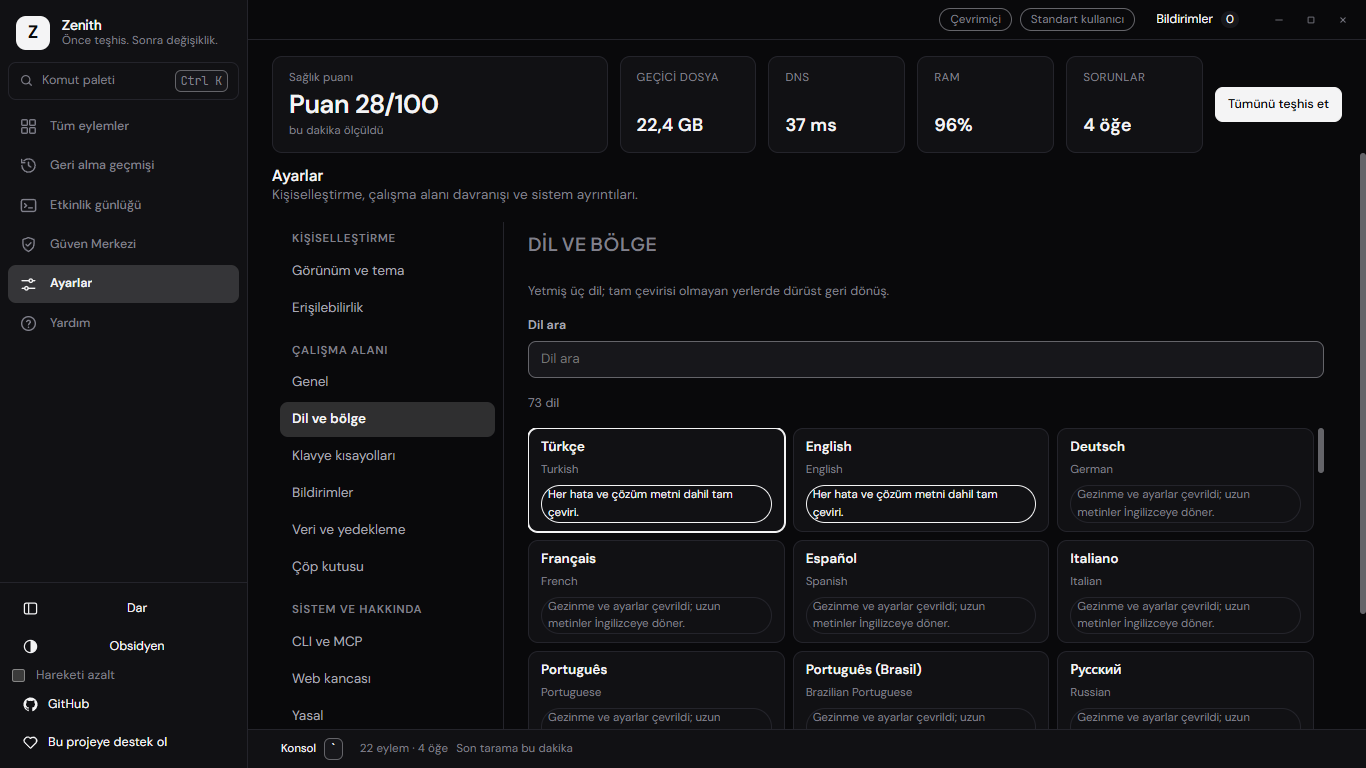 Z
Zenith
Önce teşhis. Sonra değişiklik.
Komut paleti
Ctrl K
Tüm eylemler
Geri alma geçmişi
Etkinlik günlüğü
Güven Merkezi
Ayarlar
Yardım
Dar
Obsidyen
Hareketi azalt
GitHub
Bu projeye destek ol
Çevrimiçi
Standart kullanıcı
Bildirimler 0
Sağlık puanı
Puan 28/100
bu dakika ölçüldü
GEÇİCİ DOSYA
22,4 GB
DNS
37 ms
RAM
96%
SORUNLAR
4 öğe
Tümünü teşhis et
Ayarlar
Kişiselleştirme, çalışma alanı davranışı ve sistem ayrıntıları.
KİŞİSELLEŞTİRME
Görünüm ve tema
Erişilebilirlik
ÇALIŞMA ALANI
Genel
Dil ve bölge
Klavye kısayolları
Bildirimler
Veri ve yedekleme
Çöp kutusu
SİSTEM VE HAKKINDA
CLI ve MCP
Web kancası
Yasal
DİL VE BÖLGE
Yetmiş üç dil; tam çevirisi olmayan yerlerde dürüst geri dönüş.
Dil ara
Dil ara
73 dil
Türkçe
Turkish
Her hata ve çözüm metni dahil tam
çeviri.
English
English
Her hata ve çözüm metni dahil tam
çeviri.
Deutsch
German
Gezinme ve ayarlar çevrildi; uzun
metinler İngilizceye döner.
Français
French
Gezinme ve ayarlar çevrildi; uzun
metinler İngilizceye döner.
Español
Spanish
Gezinme ve ayarlar çevrildi; uzun
metinler İngilizceye döner.
Italiano
Italian
Gezinme ve ayarlar çevrildi; uzun
metinler İngilizceye döner.
Português
Portuguese
Gezinme ve ayarlar çevrildi; uzun
Português (Brasil)
Brazilian Portuguese
Gezinme ve ayarlar çevrildi; uzun
Русский
Russian
Gezinme ve ayarlar çevrildi; uzun
Konsol `
22 eylem · 4 öğe Son tarama bu dakika